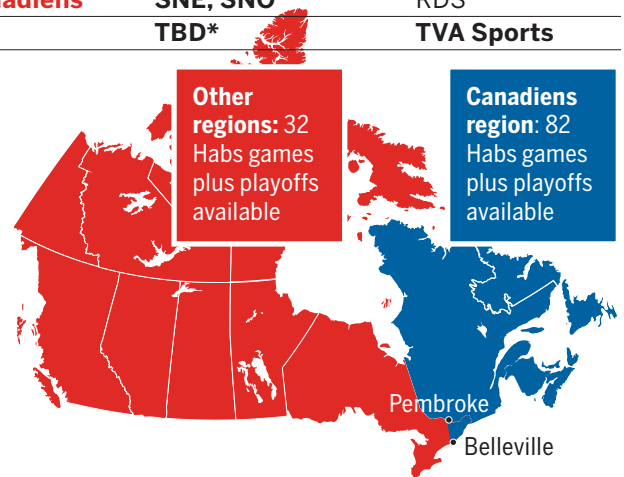 SNE, SNO RDS
TBD* TVA Sports
Other
regions: 32
Habs games
plus playoffs
available
Canadiens
region: 82
Habs games
plus playoffs
available
Pembroke
Belleville